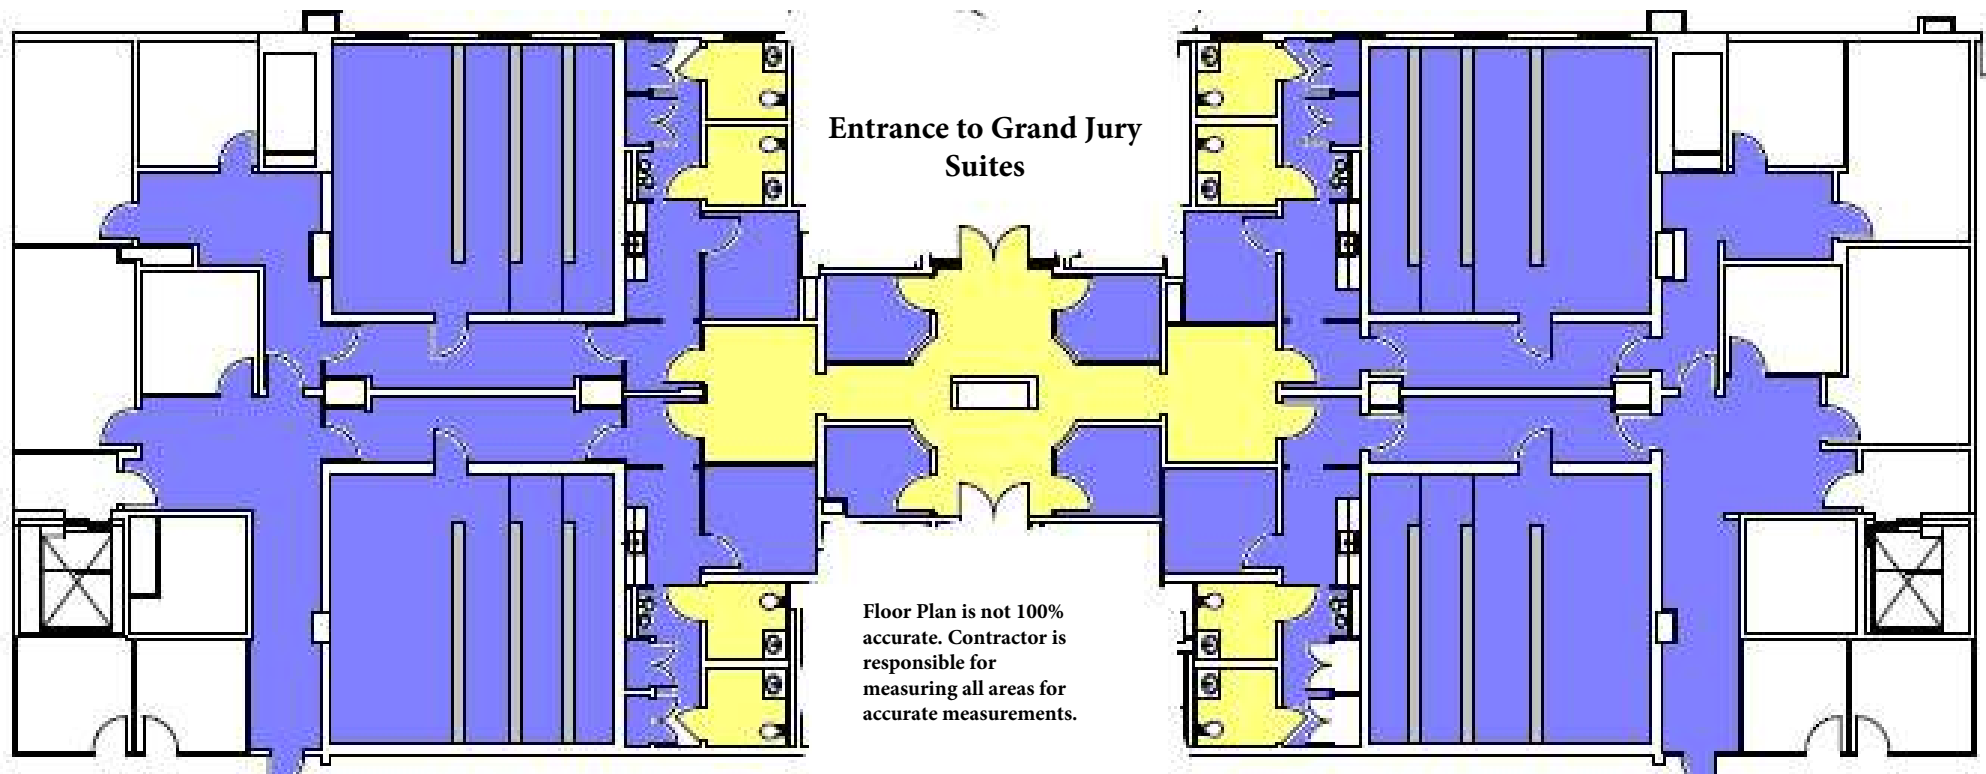 Entrance to Grand Jury
Suites
Floor Plan is not 100%
accurate. Contractor is
responsible for
measuring all areas for
accurate measurements.